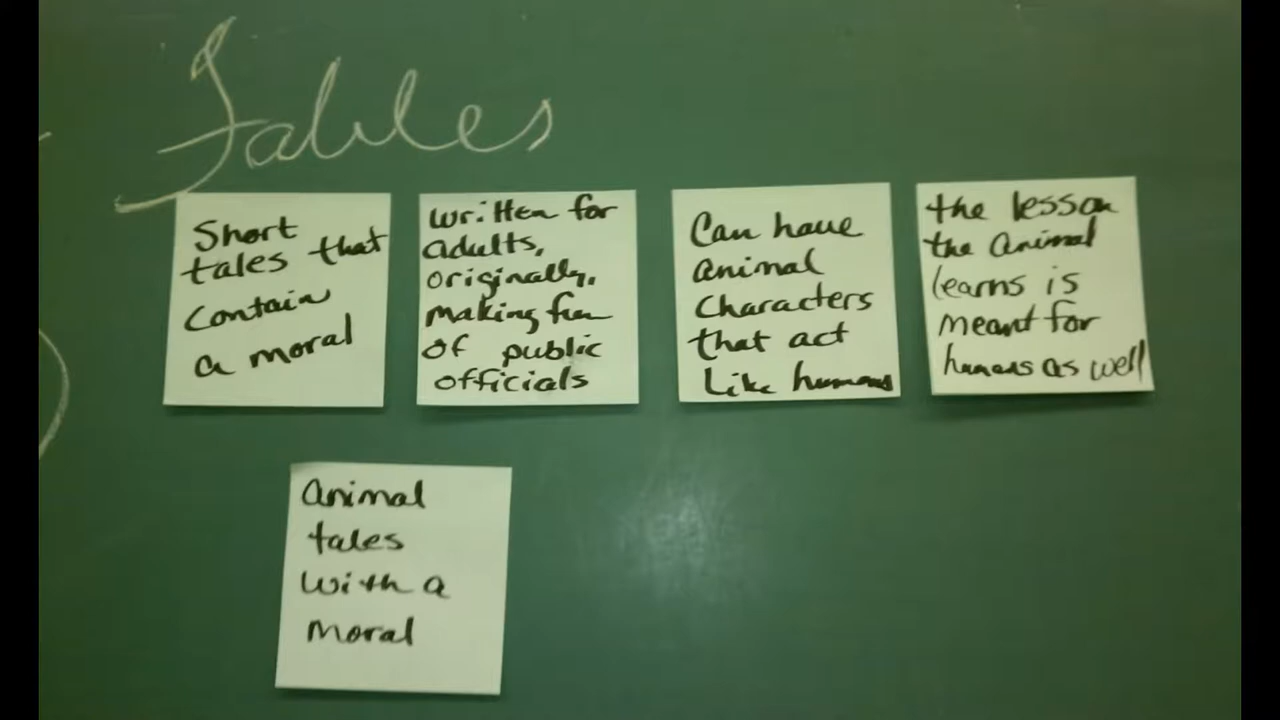 Fables
Short
tales that
contain
a moral
written for
adults,
originally,
making fun
of public
officials
Can have
animal
characters
that act
like humans
the lesson
the animal
learns is
meant for
humans as well
animal
tales
with a
moral